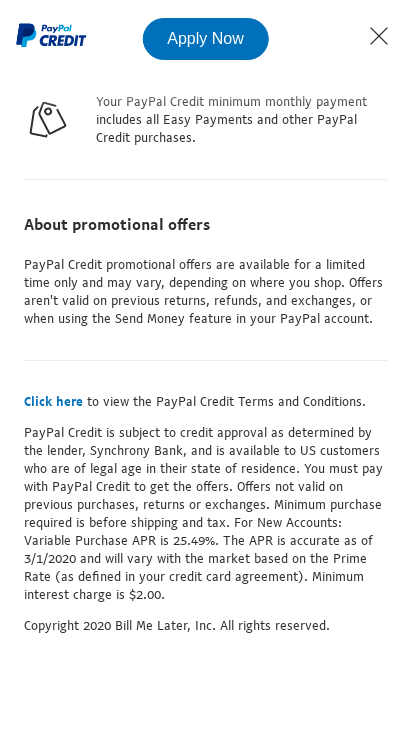 PayPal
CREDIT
Apply Now
Your PayPal Credit minimum monthly payment
includes all Easy Payments and other PayPal
Credit purchases.
About promotional offers
PayPal Credit promotional offers are available for a limited
time only and may vary, depending on where you shop. Offers
aren't valid on previous returns, refunds, and exchanges, or
when using the Send Money feature in your PayPal account.
Click here to view the PayPal Credit Terms and Conditions.
PayPal Credit is subject to credit approval as determined by
the lender, Synchrony Bank, and is available to US customers
who are of legal age in their state of residence. You must pay
with PayPal Credit to get the offers. Offers not valid on
previous purchases, returns or exchanges. Minimum purchase
required is before shipping and tax. For New Accounts:
Variable Purchase APR is 25.49%. The APR is accurate as of
3/1/2020 and will vary with the market based on the Prime
Rate (as defined in your credit card agreement). Minimum
interest charge is $2.00.
Copyright 2020 Bill Me Later, Inc. All rights reserved.